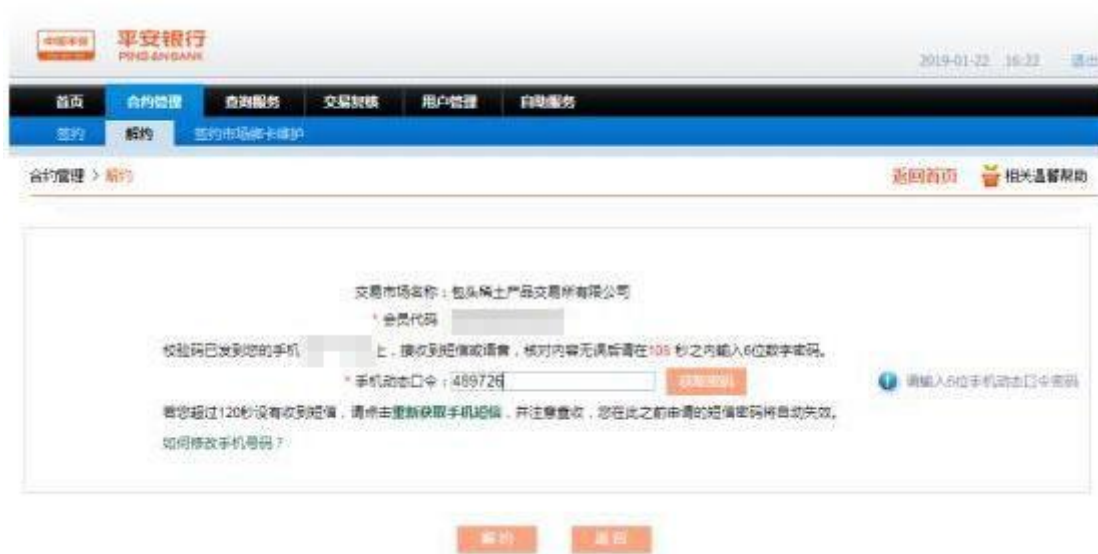 平安银行
PING AN BANK
2019-01-22 16:22 退出
首页 合约管理 查询服务 交易复核 用户管理 自助服务
签约 解约 签约市场绑卡维护
合约管理 > 解约 返回首页 相关温馨帮助
交易市场名称：包头稀土产品交易所有限公司
* 会员代码
校验码已发到您的手机 上，接收到短信或语音，核对内容无误后请在105 秒之内输入6位数字密码。
* 手机动态口令：489726 获取密码 请输入6位手机动态口令密码
若您超过120秒没有收到短信，请点击重新获取手机短信，并注意查收，您在此之前申请的短信密码将自动失效。
如何修改手机号码？
解约 返回